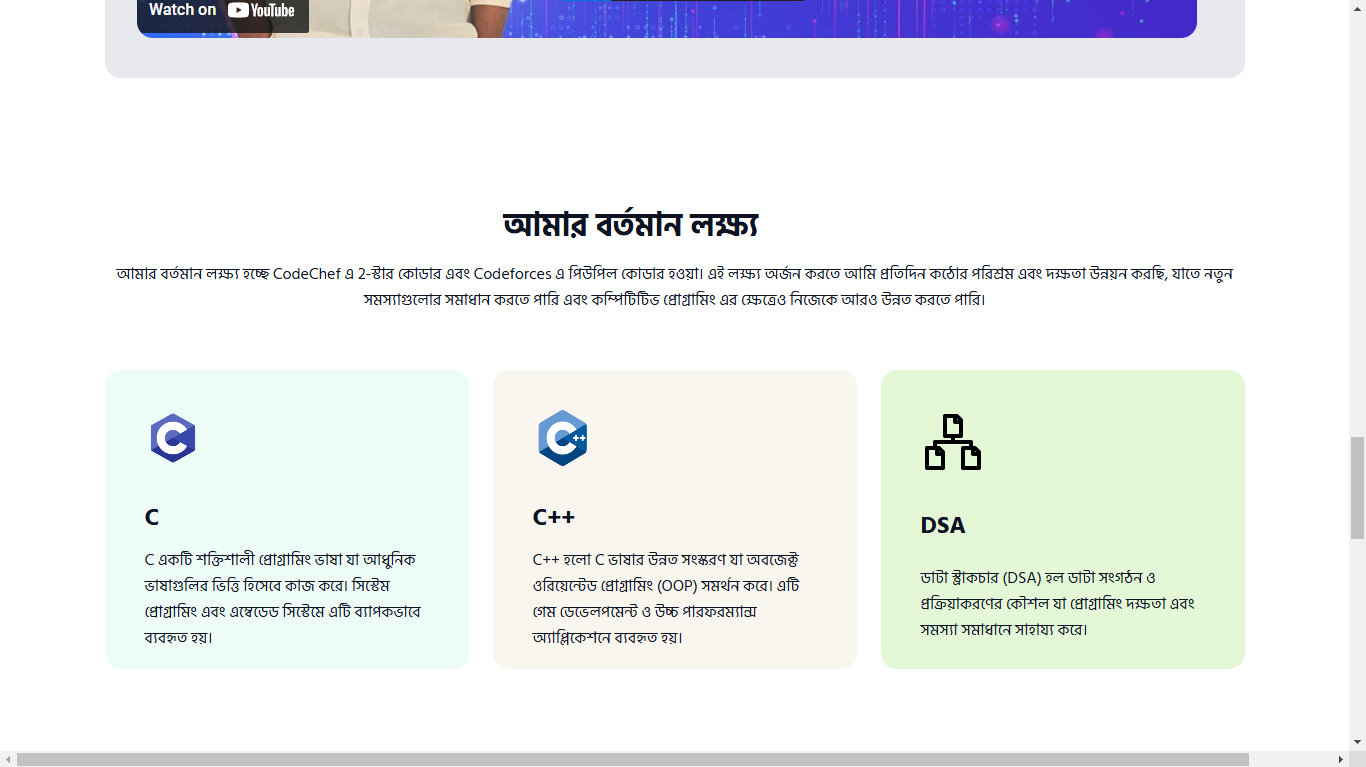 Watch on YouTube
আমার বর্তমান লক্ষ্য
আমার বর্তমান লক্ষ্য হচ্ছে CodeChef এ 2-স্টার কোডার এবং Codeforces এ পিউপিল কোডার হওয়া। এই লক্ষ্য অর্জন করতে আমি প্রতিদিন কঠোর পরিশ্রম এবং দক্ষতা উন্নয়ন করছি, যাতে নতুন
সমস্যাগুলোর সমাধান করতে পারি এবং কম্পিটিটিভ প্রোগ্রামিং এর ক্ষেত্রেও নিজেকে আরও উন্নত করতে পারি।
C
C
C একটি শক্তিশালী প্রোগ্রামিং ভাষা যা আধুনিক
ভাষাগুলির ভিত্তি হিসেবে কাজ করে। সিস্টেম
প্রোগ্রামিং এবং এম্বেডেড সিস্টেমে এটি ব্যাপকভাবে
ব্যবহৃত হয়।
C++
C++
C++ হলো C ভাষার উন্নত সংস্করণ যা অবজেক্ট
ওরিয়েন্টেড প্রোগ্রামিং (OOP) সমর্থন করে। এটি
গেম ডেভেলপমেন্ট ও উচ্চ পারফরম্যান্স
অ্যাপ্লিকেশনে ব্যবহৃত হয়।
DSA
ডাটা স্ট্রাকচার (DSA) হল ডাটা সংগঠন ও
প্রক্রিয়াকরণের কৌশল যা প্রোগ্রামিং দক্ষতা এবং
সমস্যা সমাধানে সাহায্য করে।